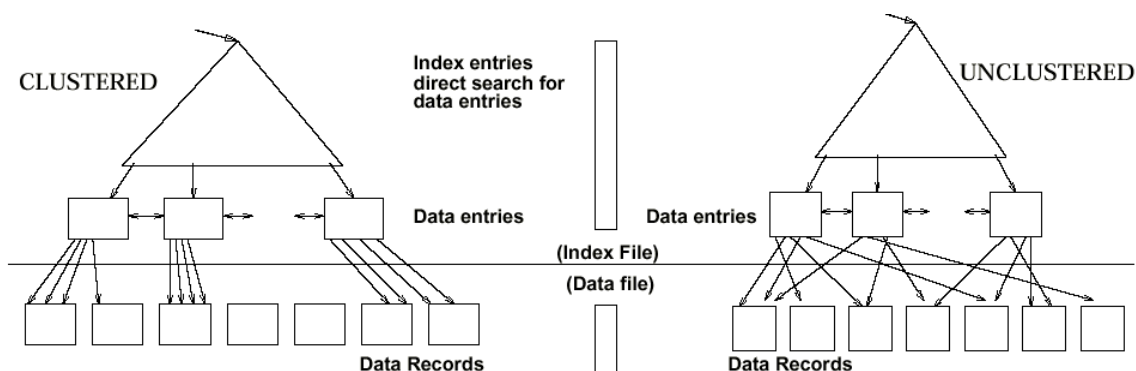 CLUSTERED
Index entries
direct search for
data entries
UNCLUSTERED
Data entries
Data entries
(Index File)
(Data file)
Data Records
Data Records